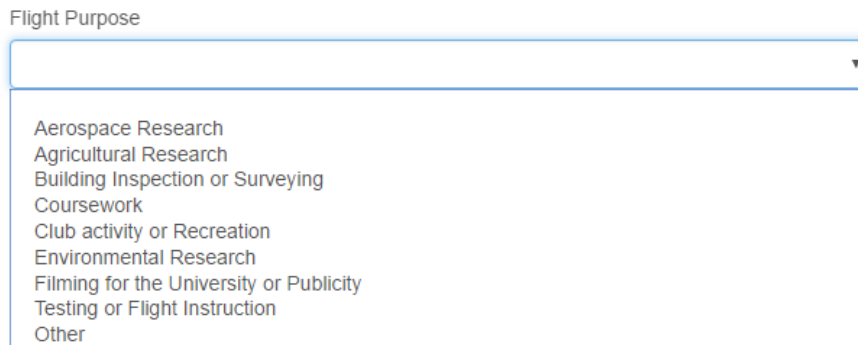 Flight Purpose
Aerospace Research
Agricultural Research
Building Inspection or Surveying
Coursework
Club activity or Recreation
Environmental Research
Filming for the University or Publicity
Testing or Flight Instruction
Other